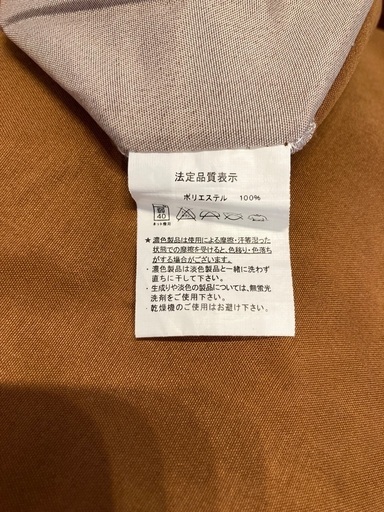 法定品質表示
ポリエステル 100%
40
ネット使用
★濃色製品は使用による摩擦・汗等湿った
状態での摩擦を受けると、色移り・色落ち
がする場合がございます。
・濃色製品は淡色製品と一緒に洗わず
直ちに干して下さい。
・生成りや淡色の製品については、無蛍光
洗剤をご使用下さい。
・乾燥機のご使用はお避け下さい。